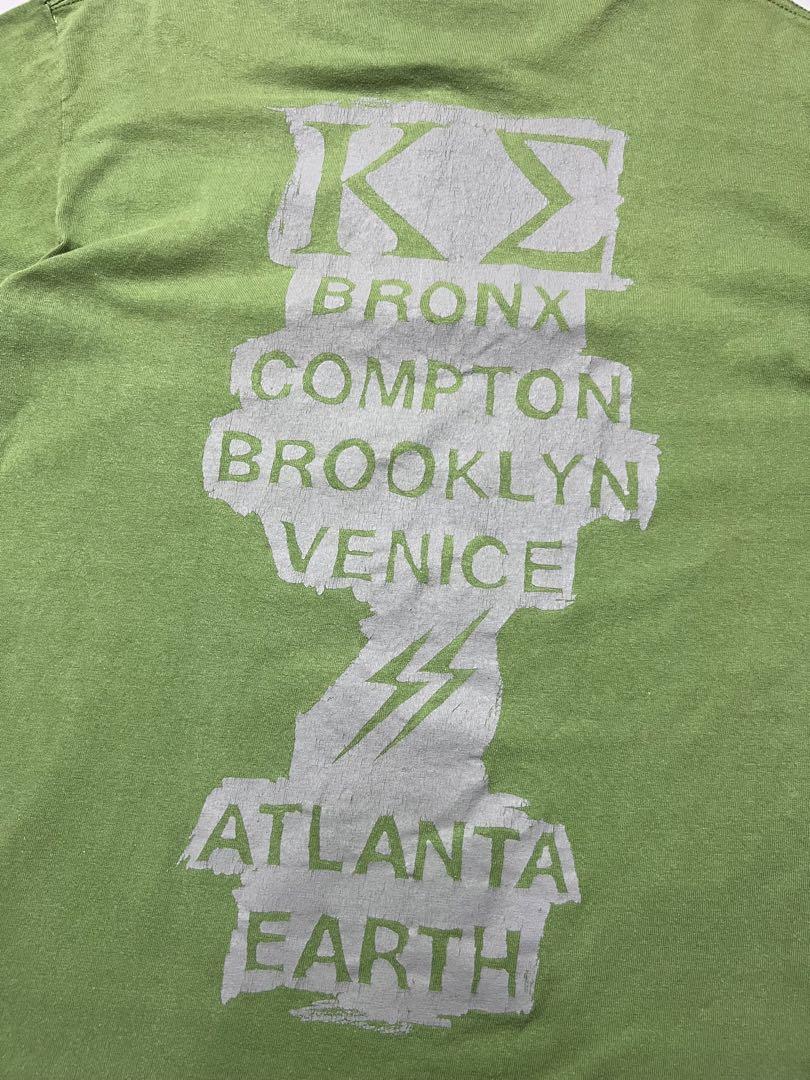 ΚΣ
BRONX
COMPTON
BROOKLYN
VENICE
ATLANTA
EARTH